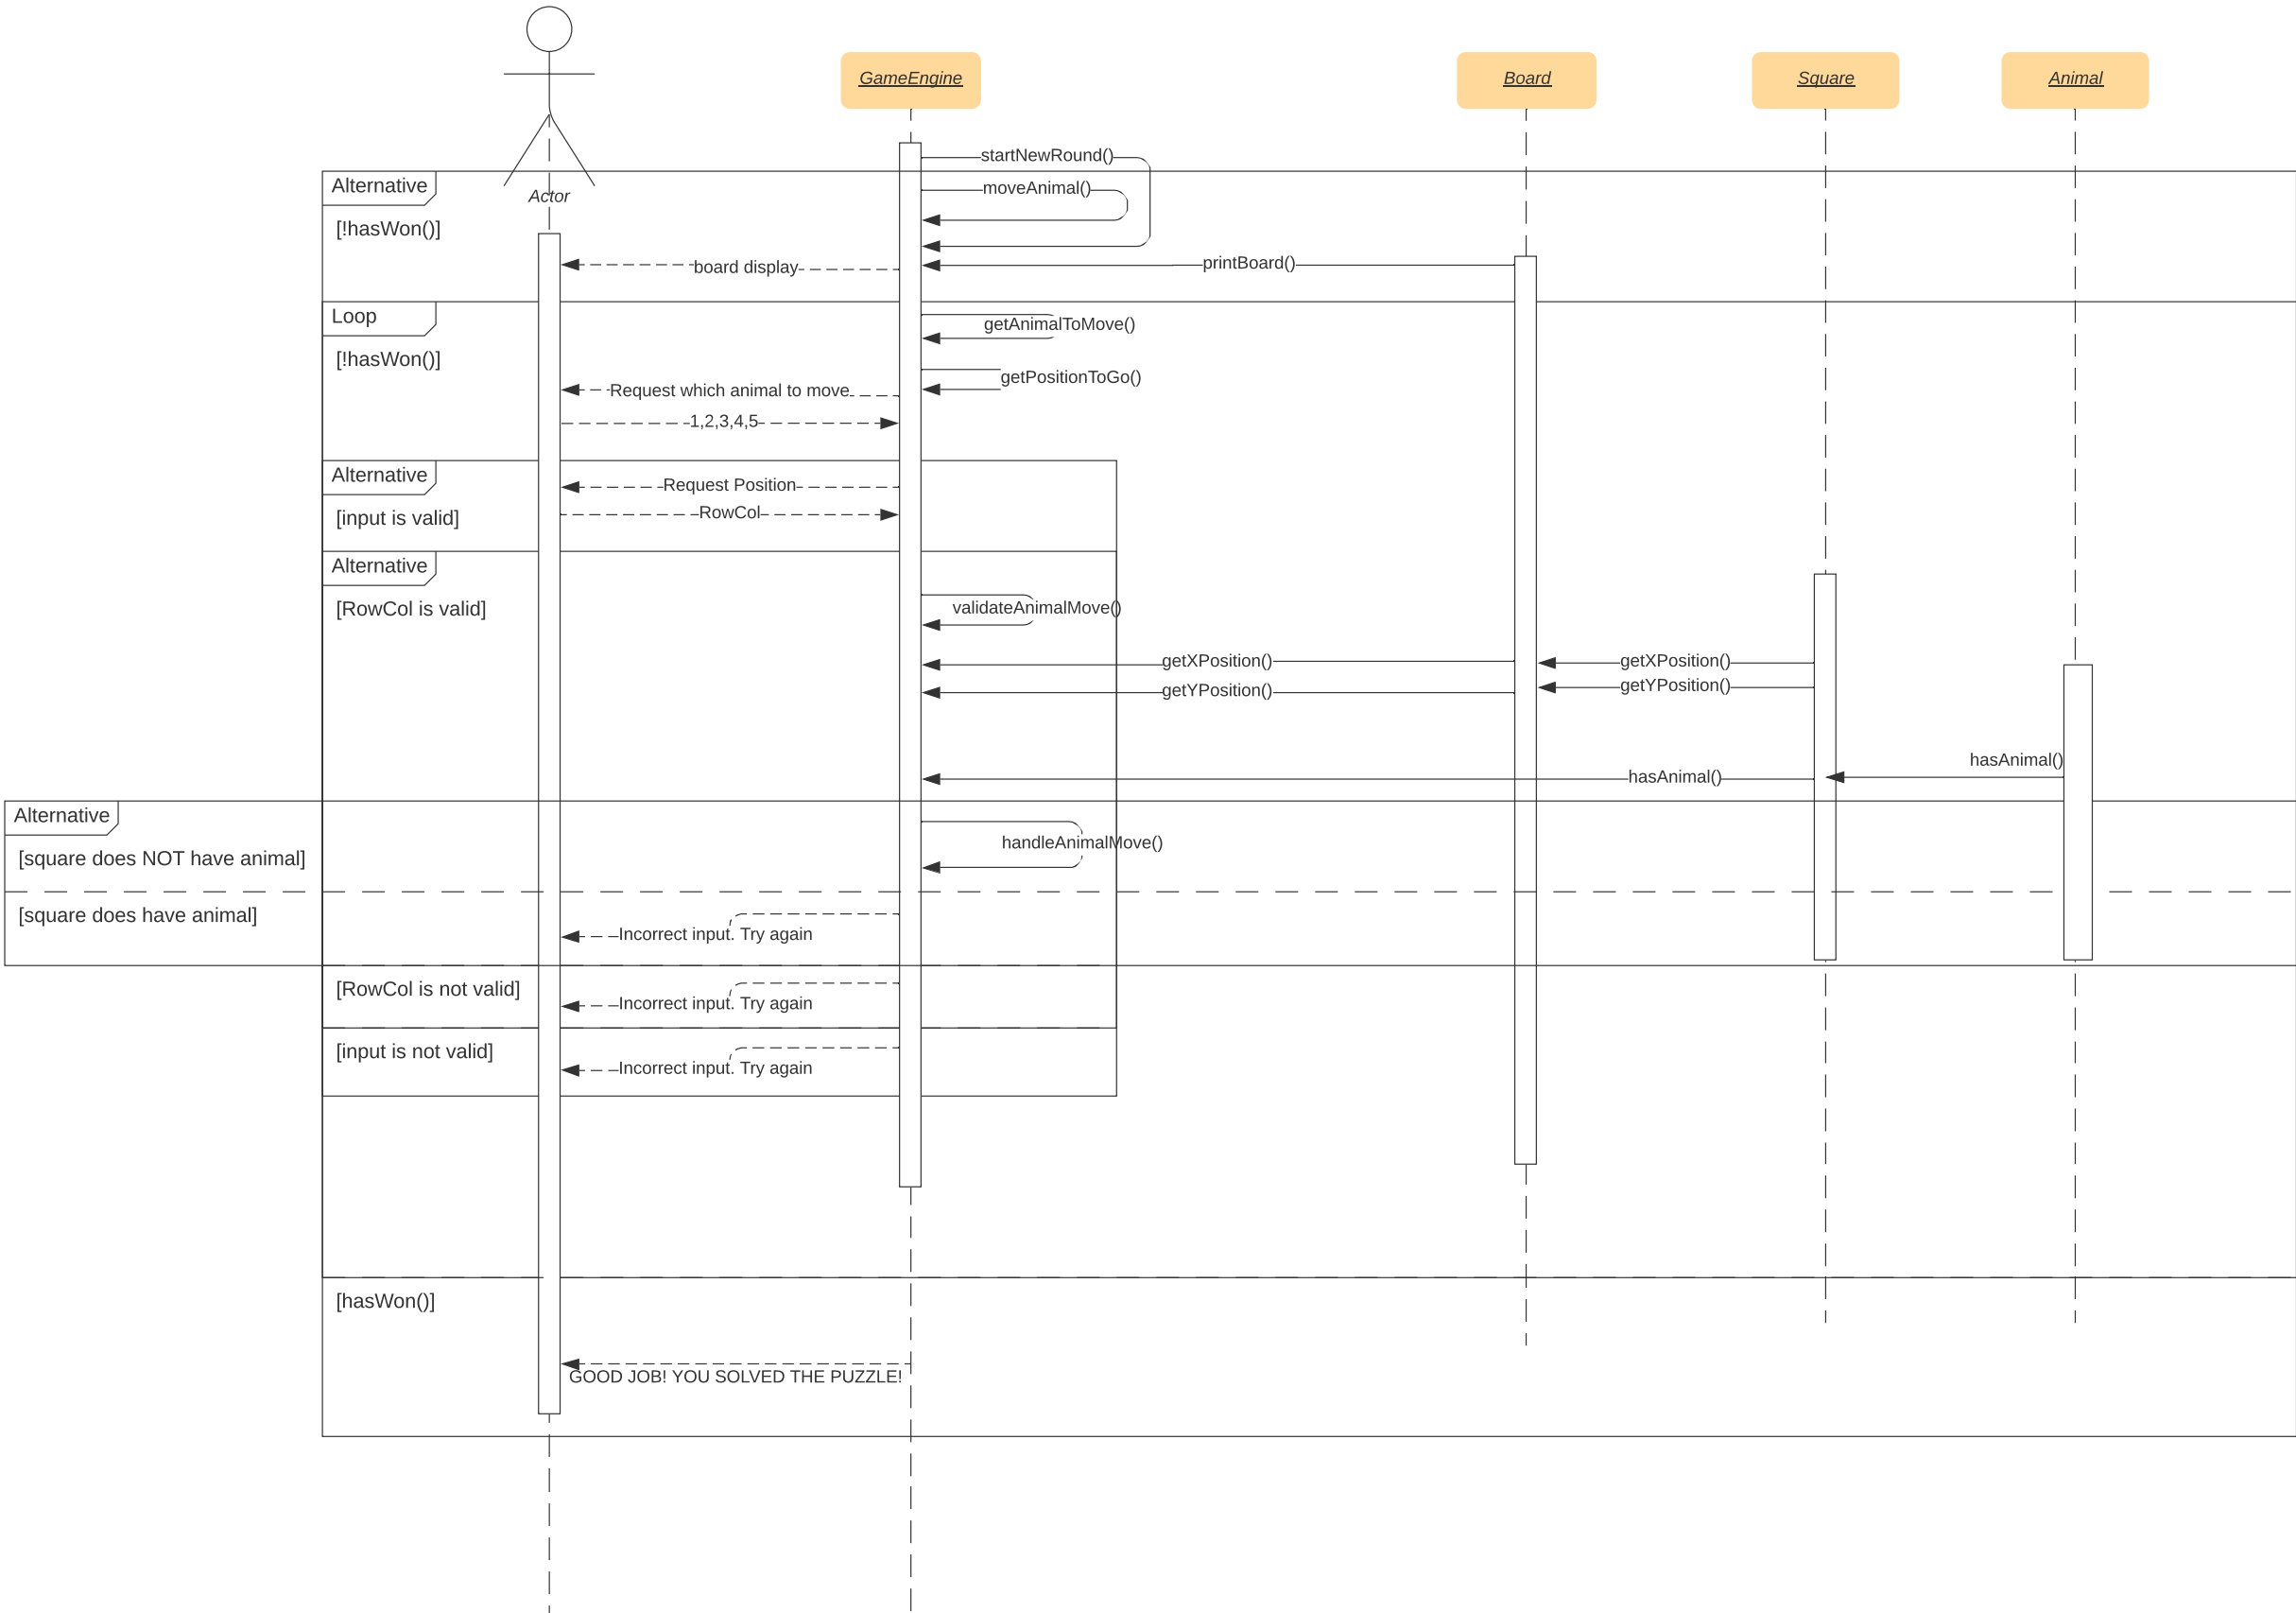 GameEngine
Board
Square
Animal
startNewRound()
Alternative
moveAnimal()
Actor
[!hasWon()]
board display
printBoard()
Loop
getAnimalToMove()
[!hasWon()]
getPositionToGo()
Request which animal to move
1,2,3,4,5
Alternative
Request Position
RowCol
[input is valid]
Alternative
[RowCol is valid]
validateAnimalMove()
getXPosition()
getXPosition()
getYPosition()
getYPosition()
hasAnimal()
hasAnimal()
Alternative
handleAnimalMove()
[square does NOT have animal]
[square does have animal]
Incorrect input. Try again
[RowCol is not valid]
Incorrect input. Try again
[input is not valid]
Incorrect input. Try again
[hasWon()]
GOOD JOB! YOU SOLVED THE PUZZLE!